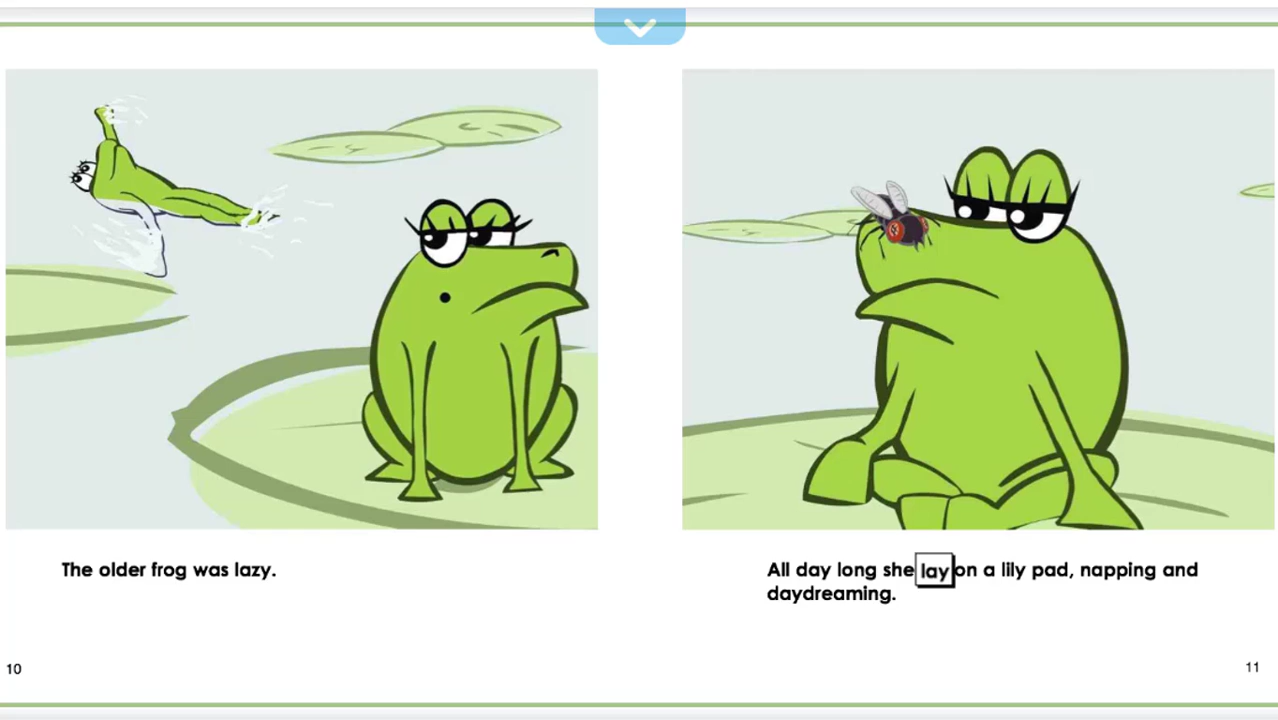 The older frog was lazy.
All day long she lay on a lily pad, napping and
daydreaming.
10
11